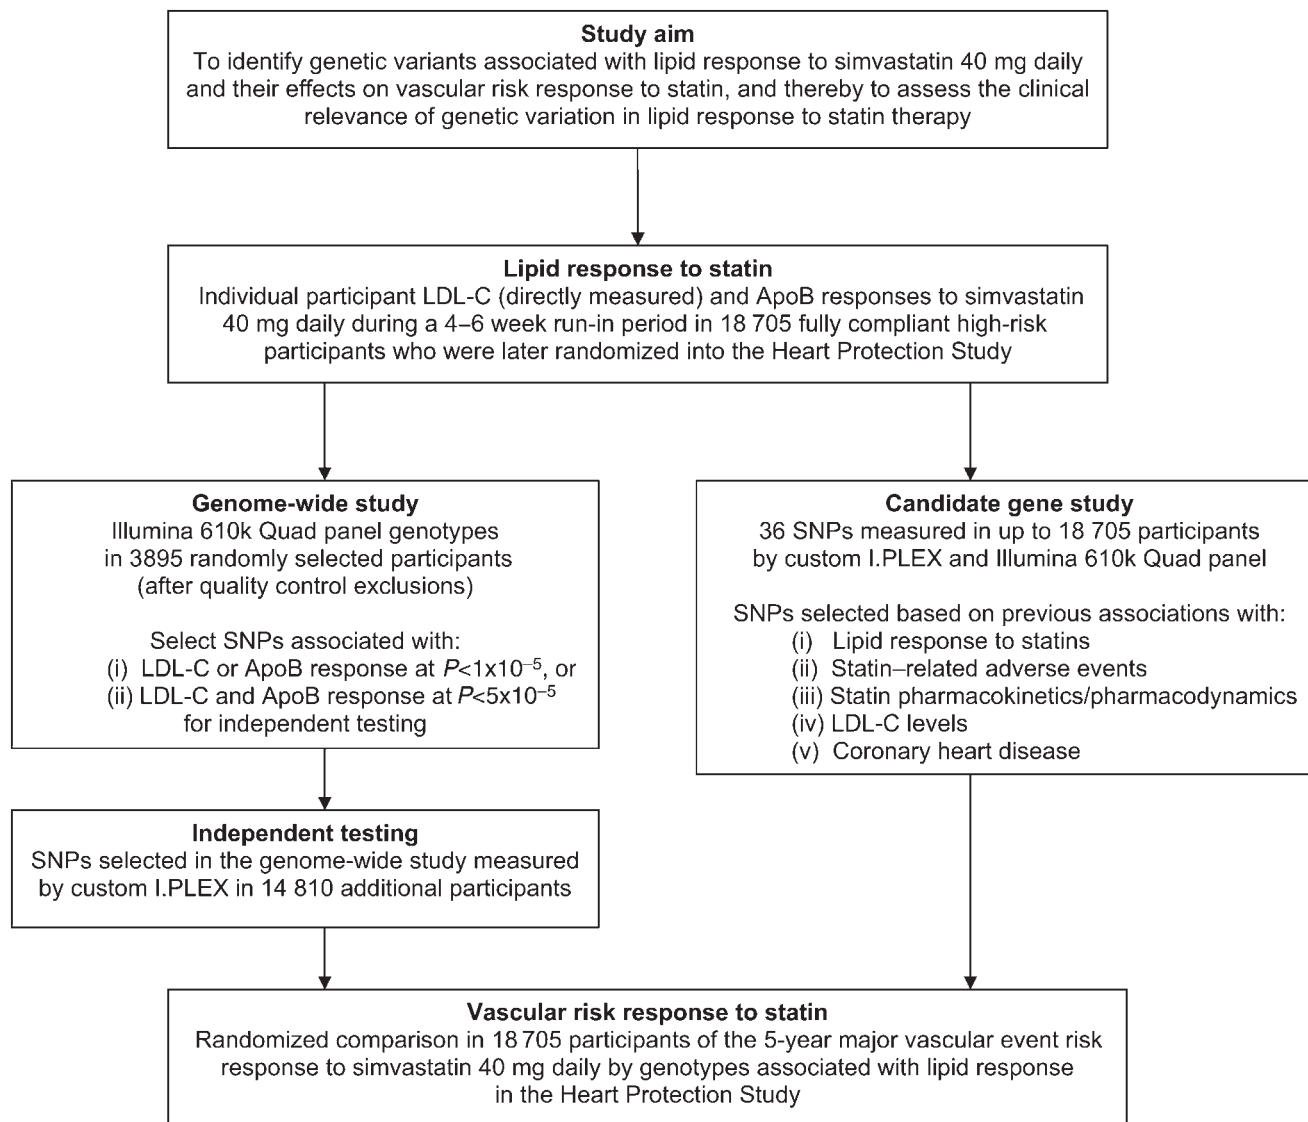 Study aim
To identify genetic variants associated with lipid response to simvastatin 40 mg daily
and their effects on vascular risk response to statin, and thereby to assess the clinical
relevance of genetic variation in lipid response to statin therapy
Lipid response to statin
Individual participant LDL-C (directly measured) and ApoB responses to simvastatin
40 mg daily during a 4–6 week run-in period in 18 705 fully compliant high-risk
participants who were later randomized into the Heart Protection Study
Genome-wide study
Illumina 610k Quad panel genotypes
in 3895 randomly selected participants
(after quality control exclusions)
Select SNPs associated with:
(i) LDL-C or ApoB response at P<1x10⁻⁵, or
(ii) LDL-C and ApoB response at P<5x10⁻⁵
for independent testing
Candidate gene study
36 SNPs measured in up to 18 705 participants
by custom I.PLEX and Illumina 610k Quad panel
SNPs selected based on previous associations with:
(i) Lipid response to statins
(ii) Statin–related adverse events
(iii) Statin pharmacokinetics/pharmacodynamics
(iv) LDL-C levels
(v) Coronary heart disease
Independent testing
SNPs selected in the genome-wide study measured
by custom I.PLEX in 14 810 additional participants
Vascular risk response to statin
Randomized comparison in 18 705 participants of the 5-year major vascular event risk
response to simvastatin 40 mg daily by genotypes associated with lipid response
in the Heart Protection Study